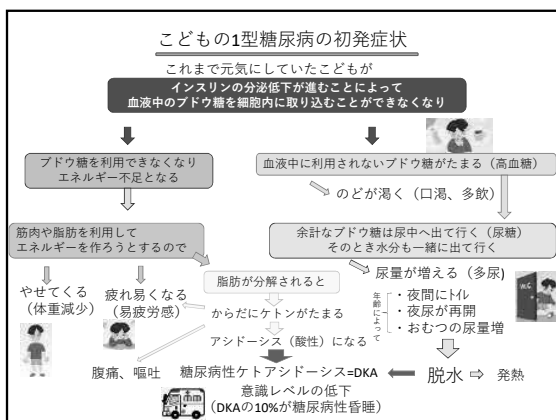 こどもの1型糖尿病の初発症状
これまで元気にしていたこどもが
インスリンの分泌低下が進むことによって
血液中のブドウ糖を細胞内に取り込むことができなくなり
ブドウ糖を利用できなくなり
エネルギー不足となる
血液中に利用されないブドウ糖がたまる（高血糖）
のどが渇く（口渇、多飲）
筋肉や脂肪を利用して
エネルギーを作ろうとするので
余計なブドウ糖は尿中へ出て行く（尿糖）
そのとき水分も一緒に出て行く
やせてくる
（体重減少）
疲れ易くなる
（易疲労感）
脂肪が分解されると
からだにケトンがたまる
アシドーシス（酸性）になる
尿量が増える（多尿）
年齢によって
・夜間にﾄｲﾚ
・夜尿が再開
・おむつの尿量増
腹痛、嘔吐
糖尿病性ケトアシドーシス=DKA
脱水
発熱
意識レベルの低下
（DKAの10%が糖尿病性昏睡）